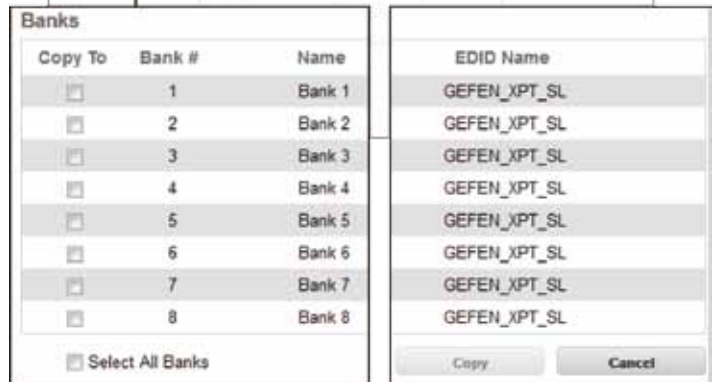 Banks
Copy To Bank # Name EDID Name
1 Bank 1 GEFEN_XPT_SL
2 Bank 2 GEFEN_XPT_SL
3 Bank 3 GEFEN_XPT_SL
4 Bank 4 GEFEN_XPT_SL
5 Bank 5 GEFEN_XPT_SL
6 Bank 6 GEFEN_XPT_SL
7 Bank 7 GEFEN_XPT_SL
8 Bank 8 GEFEN_XPT_SL
Select All Banks Copy Cancel